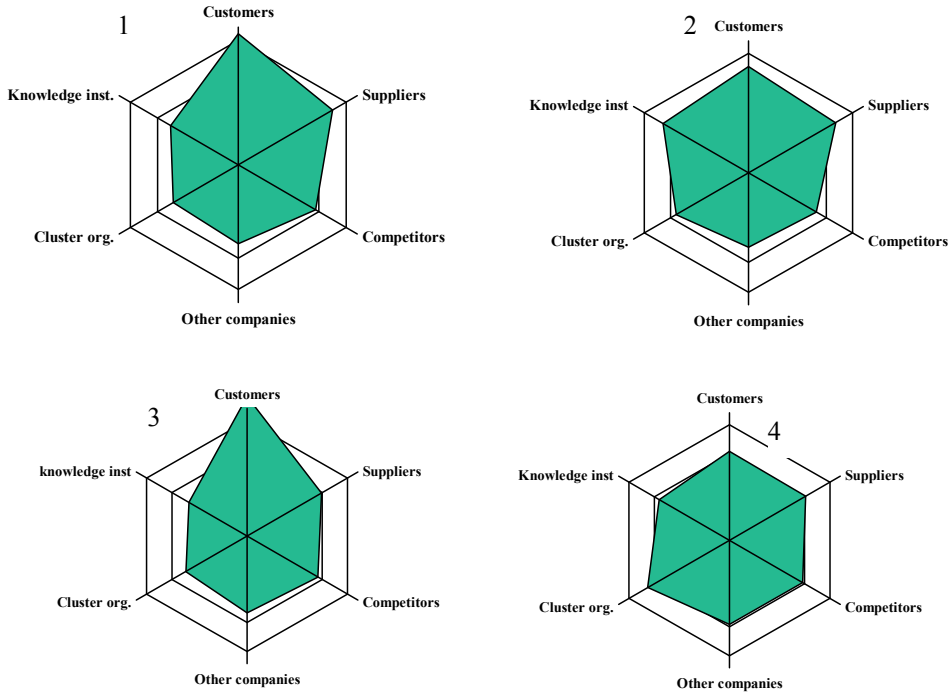 1
Customers
Knowledge inst.
Suppliers
Cluster org.
Competitors
Other companies
2
Customers
Knowledge inst
Suppliers
Cluster org.
Competitors
Other companies
3
Customers
knowledge inst
Suppliers
Cluster org.
Competitors
Other companies
4
Customers
Knowledge inst
Suppliers
Cluster org.
Competitors
Other companies